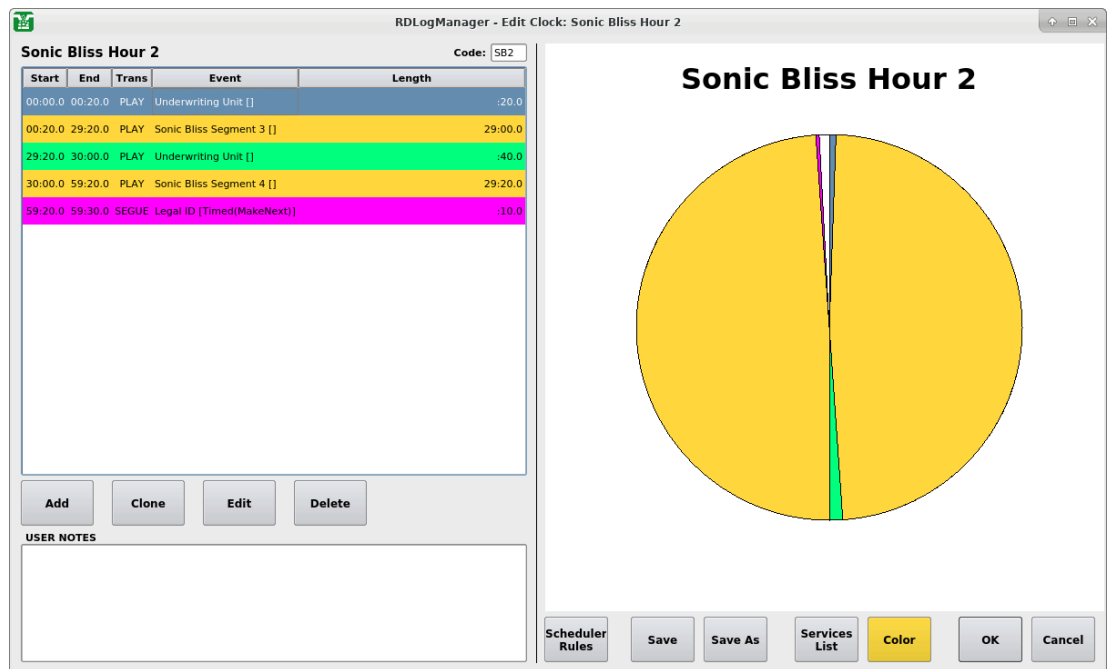 RDLogManager - Edit Clock: Sonic Bliss Hour 2
Sonic Bliss Hour 2 Code: SB2
Start End Trans Event Length
00:00.0 00:20.0 PLAY Underwriting Unit [] :20.0
00:20.0 29:20.0 PLAY Sonic Bliss Segment 3 [] 29:00.0
29:20.0 30:00.0 PLAY Underwriting Unit [] :40.0
30:00.0 59:20.0 PLAY Sonic Bliss Segment 4 [] 29:20.0
59:20.0 59:30.0 SEGUE Legal ID [Timed(MakeNext)] :10.0
Add Clone Edit Delete
USER NOTES
Sonic Bliss Hour 2
Scheduler Rules Save Save As Services List Color OK Cancel